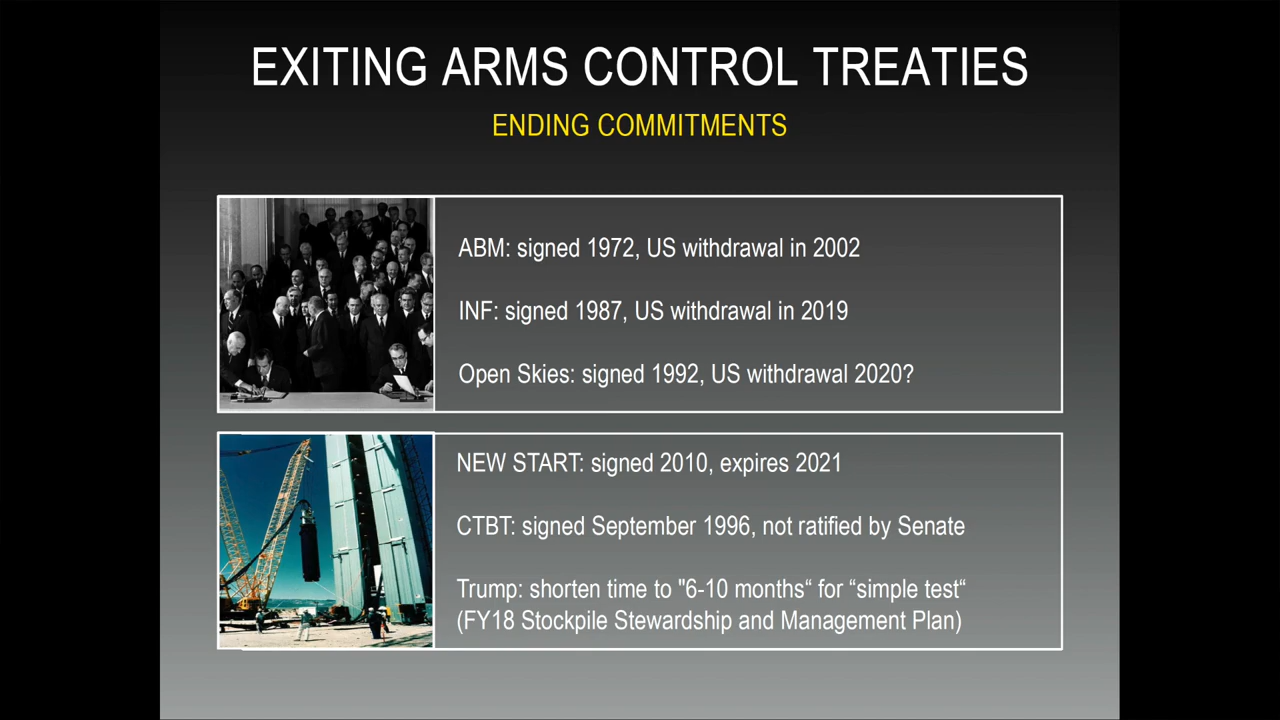 EXITING ARMS CONTROL TREATIES
ENDING COMMITMENTS
ABM: signed 1972, US withdrawal in 2002
INF: signed 1987, US withdrawal in 2019
Open Skies: signed 1992, US withdrawal 2020?
NEW START: signed 2010, expires 2021
CTBT: signed September 1996, not ratified by Senate
Trump: shorten time to "6-10 months“ for “simple test“
(FY18 Stockpile Stewardship and Management Plan)